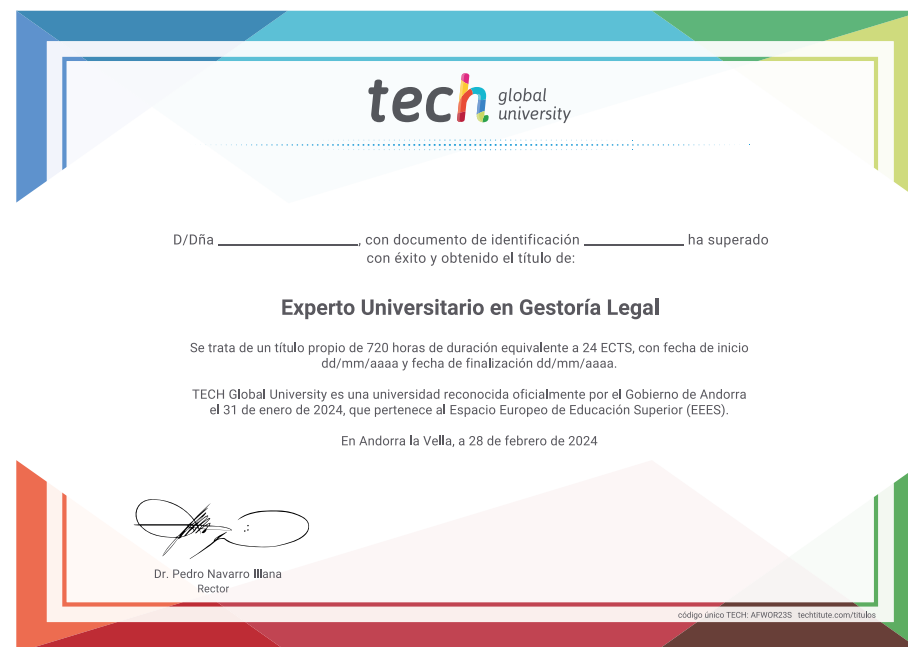 tech global university
D/Dña ______________, con documento de identificación __________ ha superado
con éxito y obtenido el título de:
Experto Universitario en Gestoría Legal
Se trata de un título propio de 720 horas de duración equivalente a 24 ECTS, con fecha de inicio
dd/mm/aaaa y fecha de finalización dd/mm/aaaa.
TECH Global University es una universidad reconocida oficialmente por el Gobierno de Andorra
el 31 de enero de 2024, que pertenece al Espacio Europeo de Educación Superior (EEES).
En Andorra la Vella, a 28 de febrero de 2024
Dr. Pedro Navarro Illana
Rector
código único TECH: AFWOR23S techtitute.com/titulos